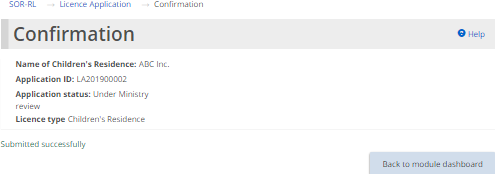 SOR-RL → Licence Application → Confirmation
Confirmation
Help
Name of Children's Residence: ABC Inc.
Application ID: LA201900002
Application status: Under Ministry
review
Licence type Children's Residence
Submitted successfully
Back to module dashboard